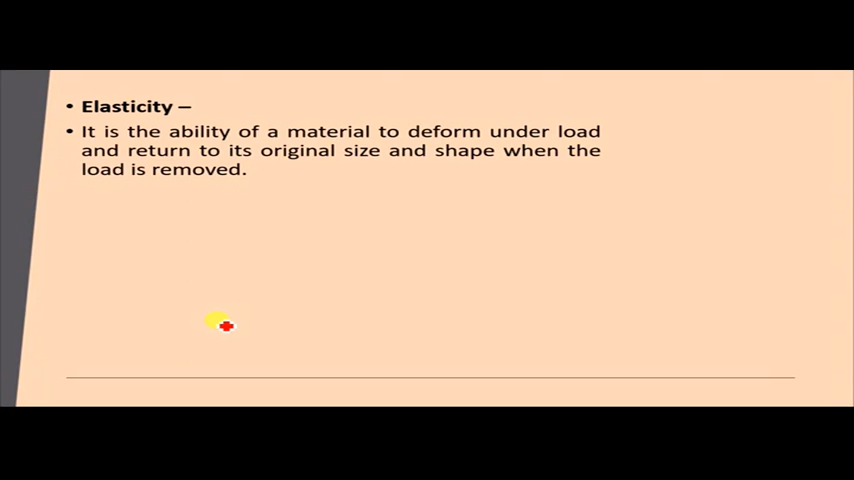 • Elasticity –
• It is the ability of a material to deform under load
and return to its original size and shape when the
load is removed.